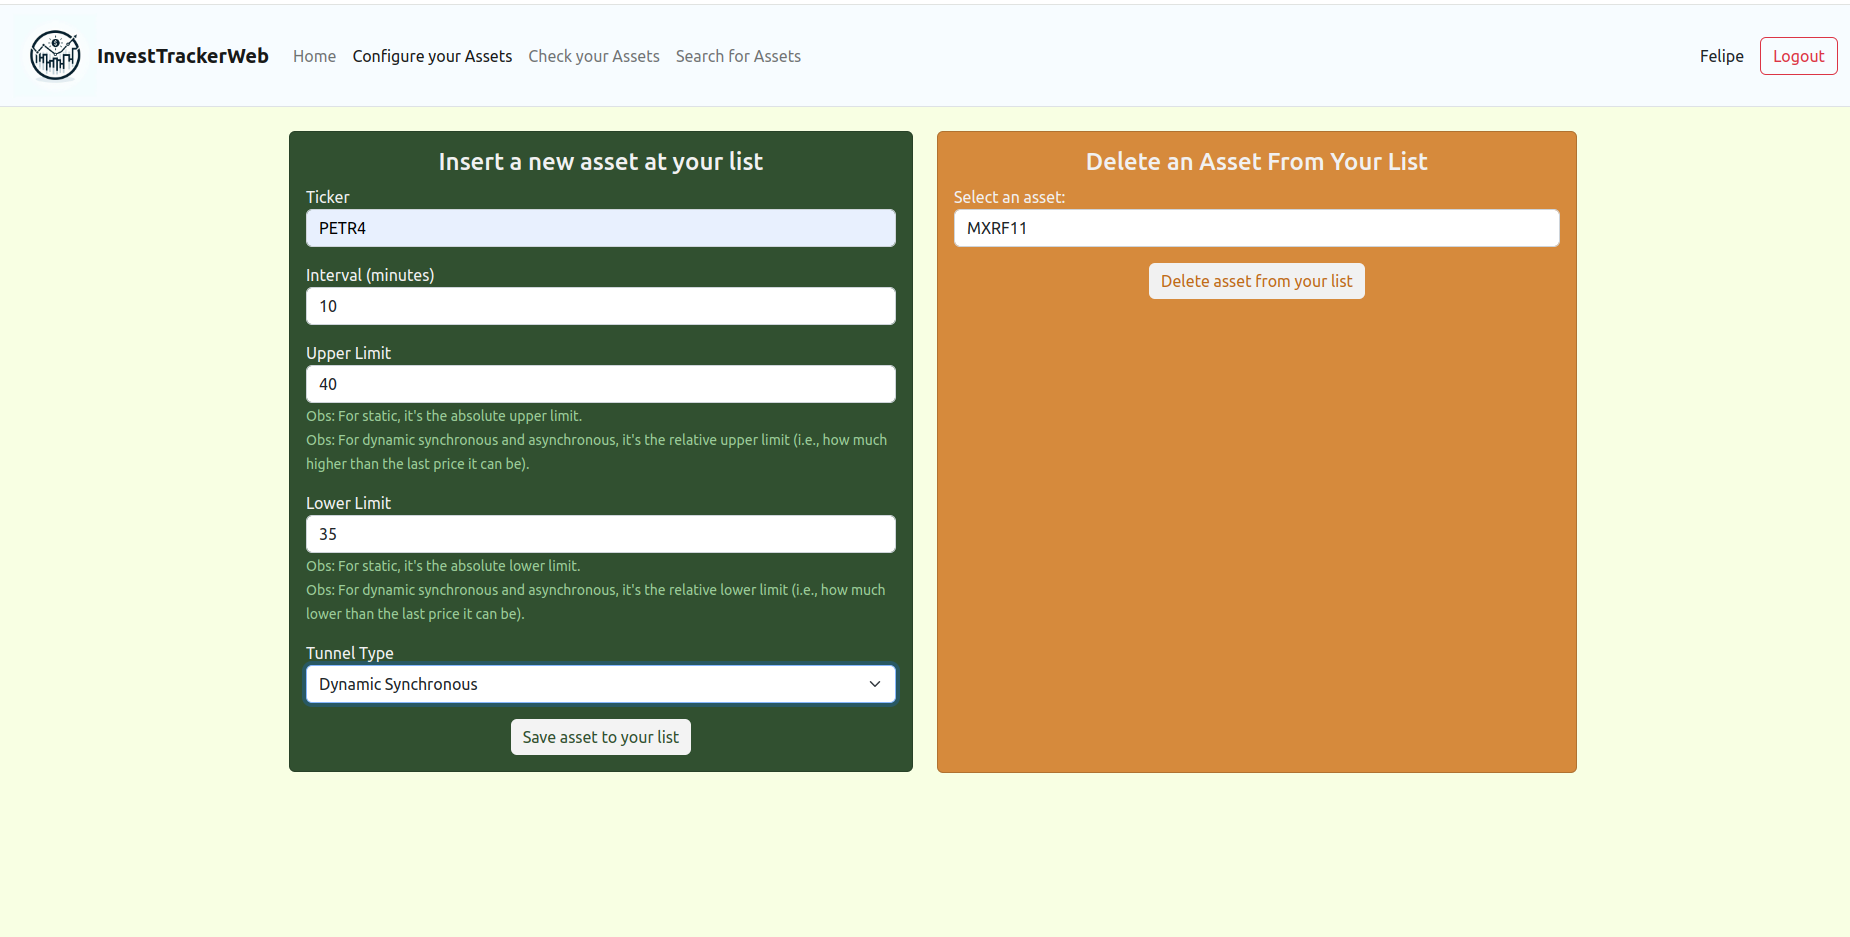 InvestTrackerWeb Home Configure your Assets Check your Assets Search for Assets Felipe Logout
Insert a new asset at your list
Ticker
PETR4
Interval (minutes)
10
Upper Limit
40
Obs: For static, it's the absolute upper limit.
Obs: For dynamic synchronous and asynchronous, it's the relative upper limit (i.e., how much
higher than the last price it can be).
Lower Limit
35
Obs: For static, it's the absolute lower limit.
Obs: For dynamic synchronous and asynchronous, it's the relative lower limit (i.e., how much
lower than the last price it can be).
Tunnel Type
Dynamic Synchronous
Save asset to your list
Delete an Asset From Your List
Select an asset:
MXRF11
Delete asset from your list